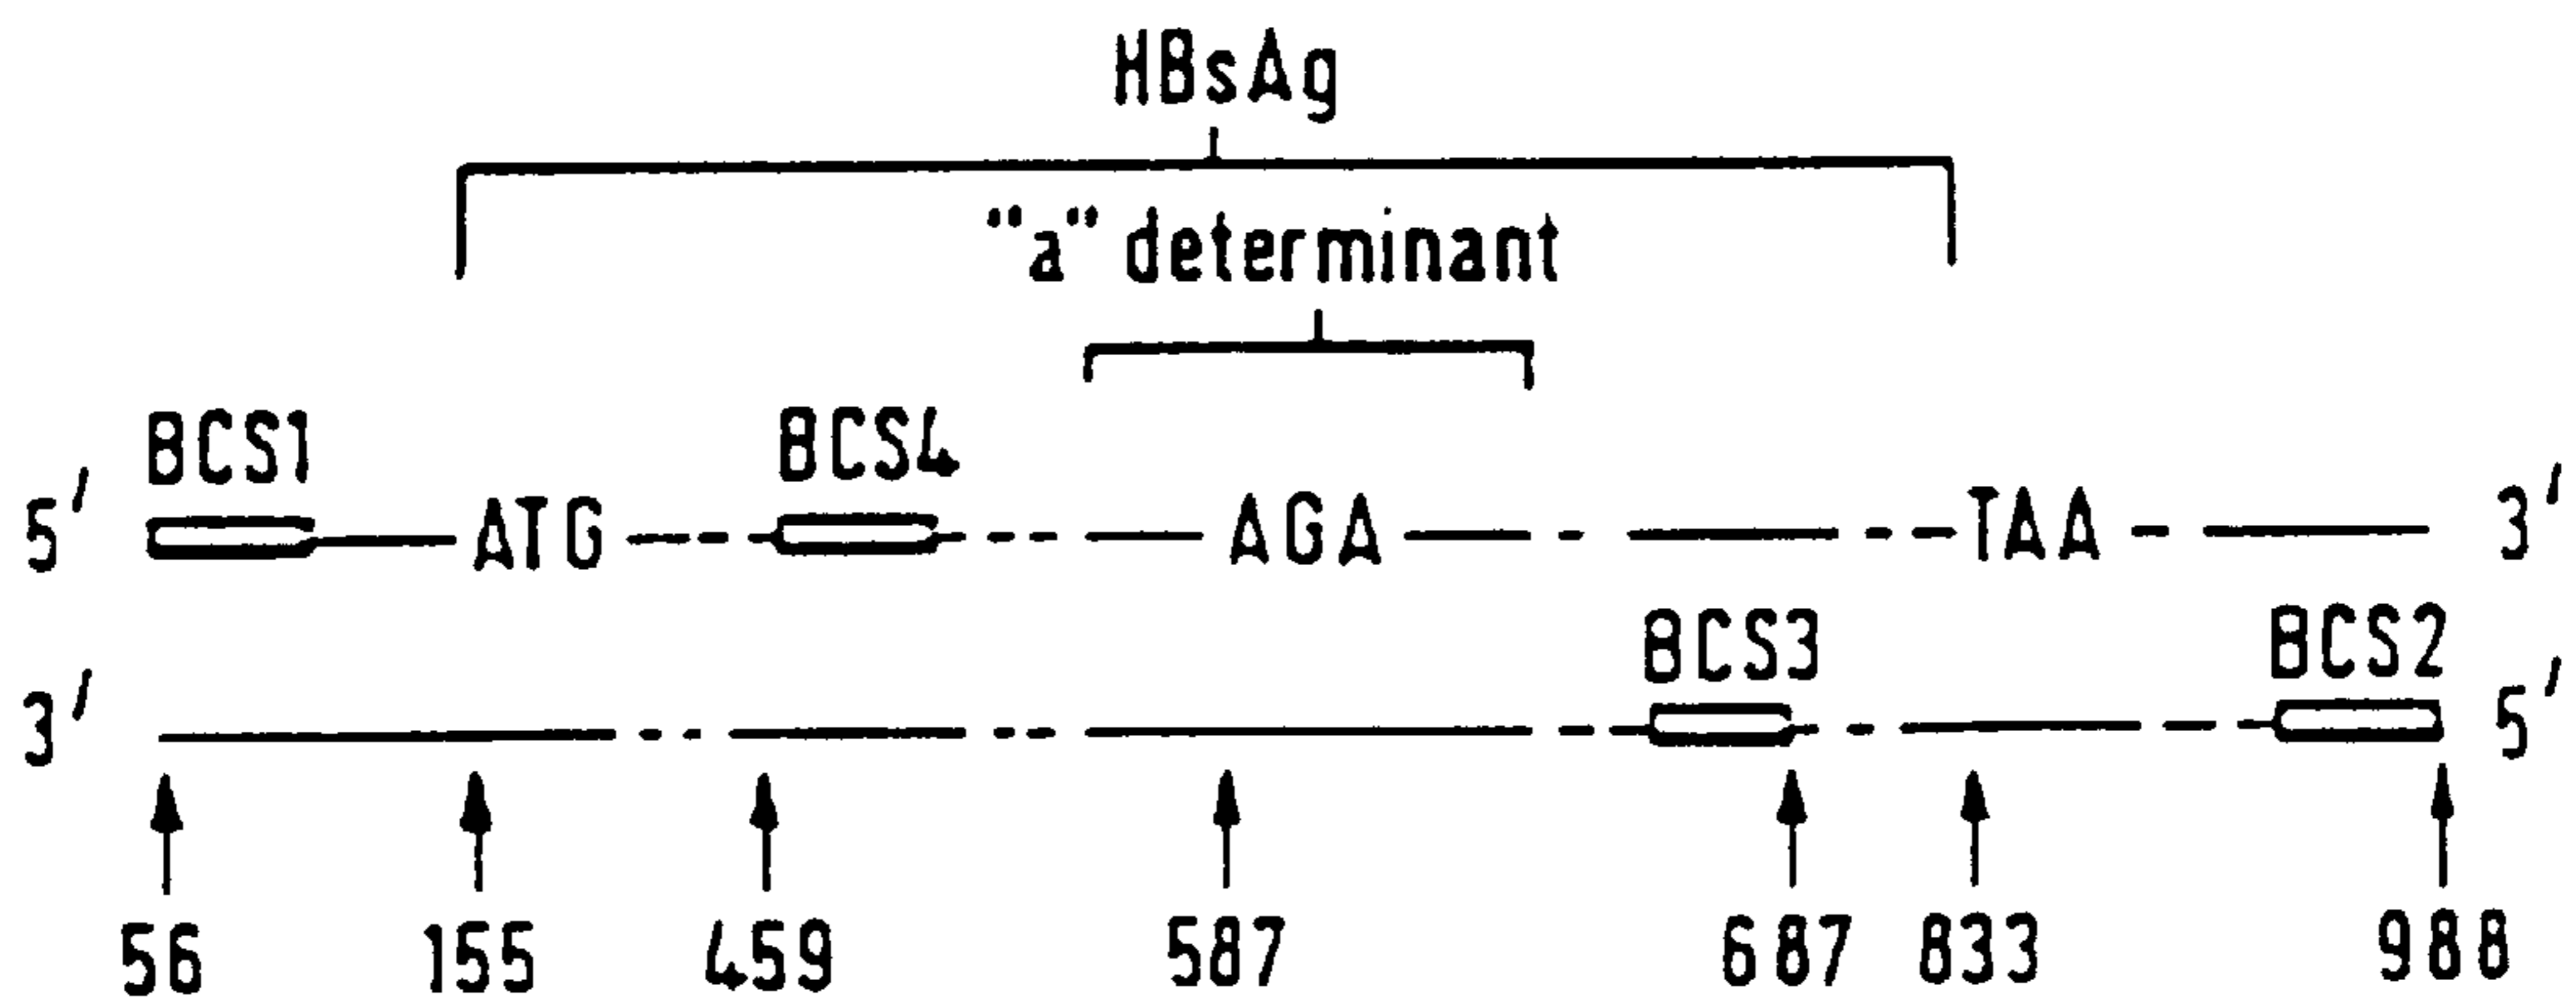 HBsAg
"a" determinant
BCS1 BCS4
5' ATG AGA TAA 3'
BCS3 BCS2
3' 5'
56 155 459 587 687 833 988